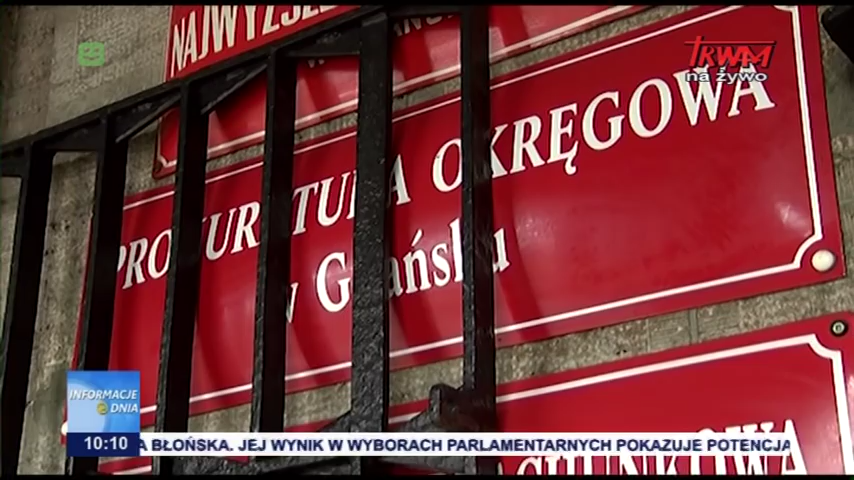 NAJWYŻSZE
TRWAM
na żywo
PROKURATURA OKRĘGOWA
w Gdańsku
INFORMACJE
DNIA
10:10
A BŁOŃSKA. JEJ WYNIK W WYBORACH PARLAMENTARNYCH POKAZUJE POTENCJA